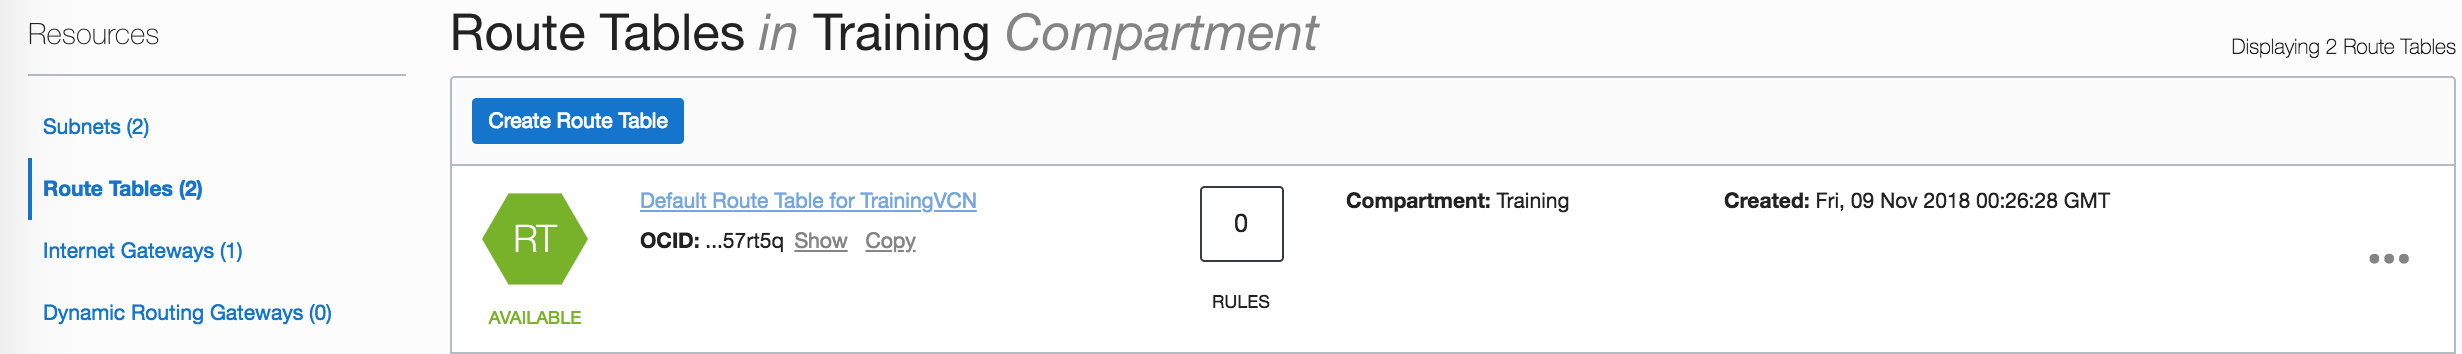 Resources
Subnets (2)
Route Tables (2)
Internet Gateways (1)
Dynamic Routing Gateways (0)
Route Tables in Training Compartment
Displaying 2 Route Tables
Create Route Table
RT
AVAILABLE
Default Route Table for TrainingVCN
OCID: ...57rt5q Show Copy
0
RULES
Compartment: Training
Created: Fri, 09 Nov 2018 00:26:28 GMT